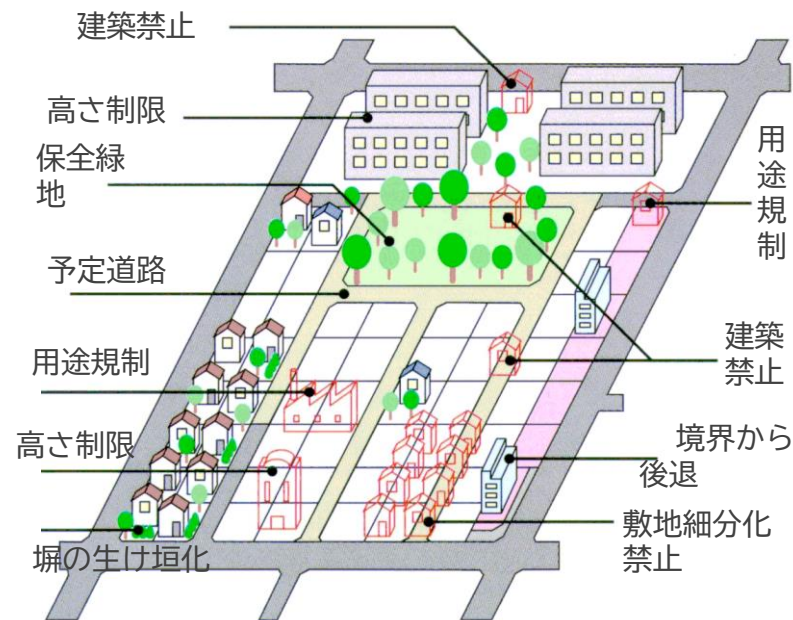 建築禁止
高さ制限
保全緑
地
予定道路
用途規制
高さ制限
塀の生け垣化
用
途
規
制
建築
禁止
境界から
後退
敷地細分化
禁止